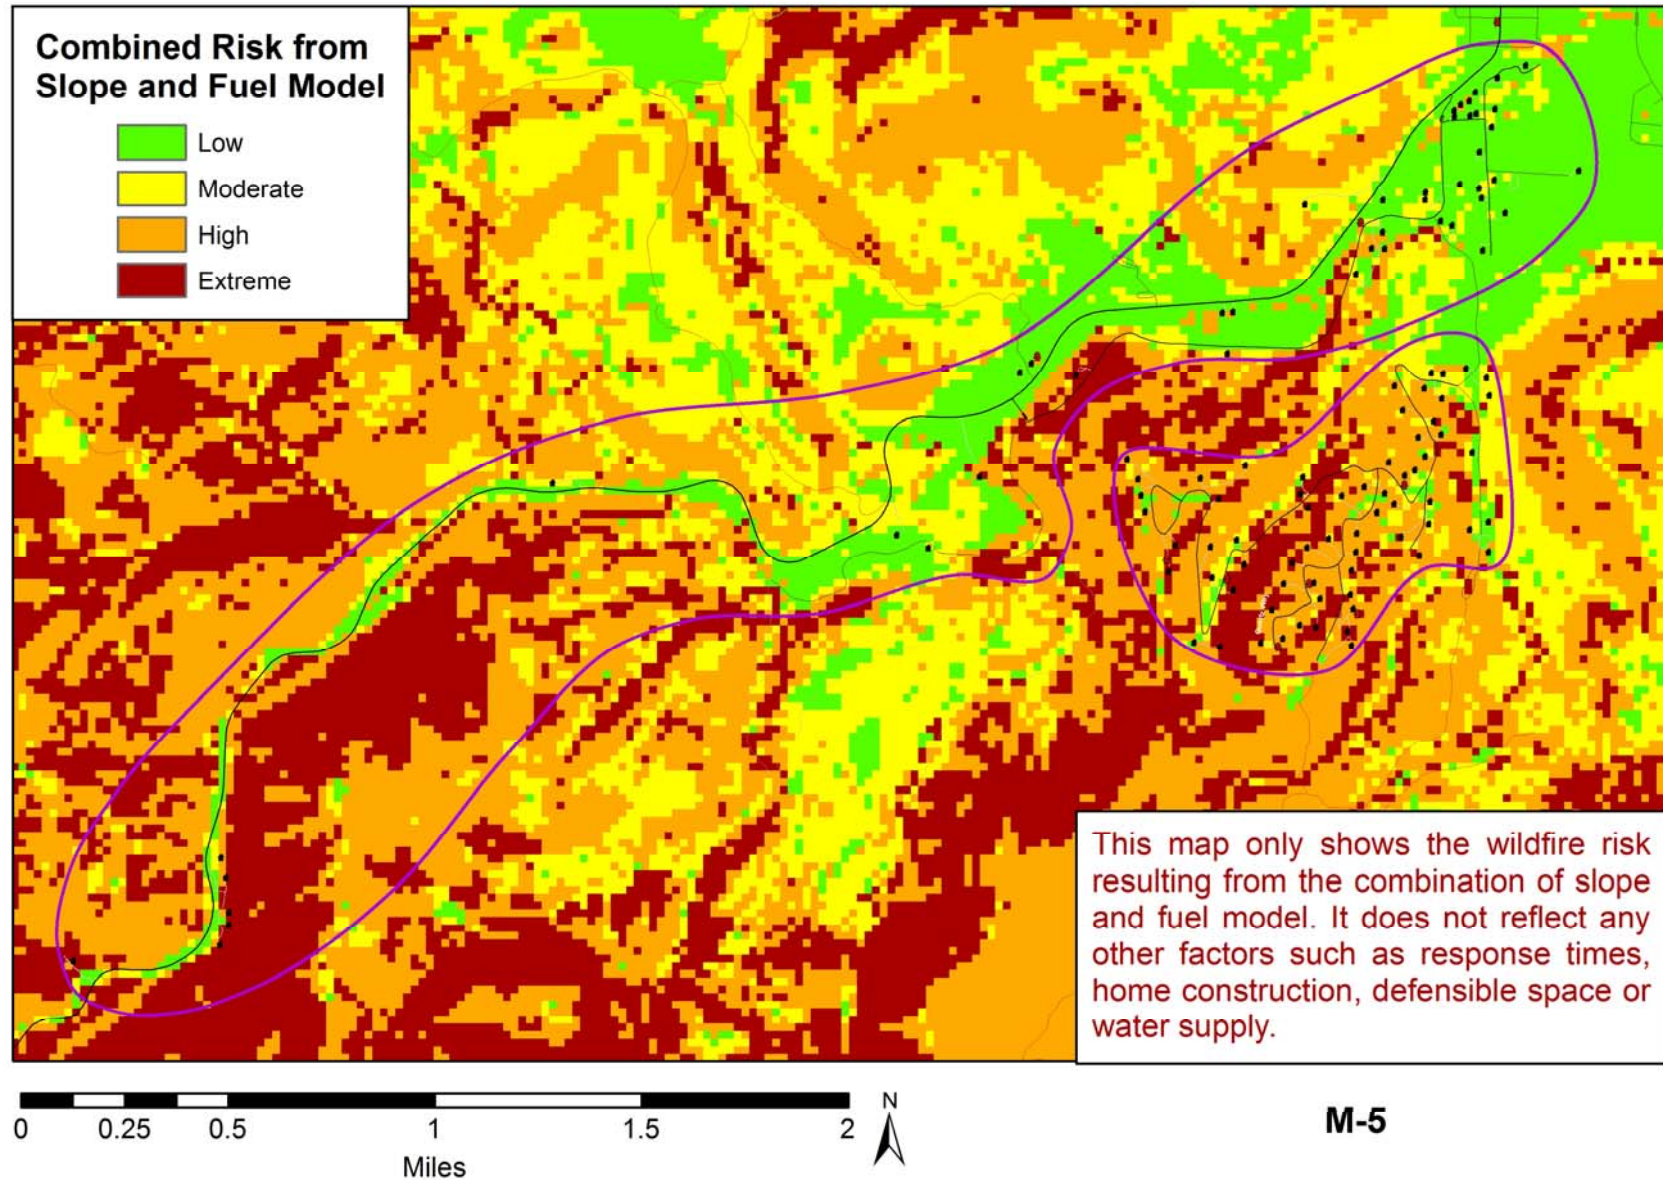 Combined Risk from
Slope and Fuel Model
Low
Moderate
High
Extreme
This map only shows the wildfire risk
resulting from the combination of slope
and fuel model. It does not reflect any
other factors such as response times,
home construction, defensible space or
water supply.
0 0.25 0.5 1 1.5 2
Miles
N
M-5